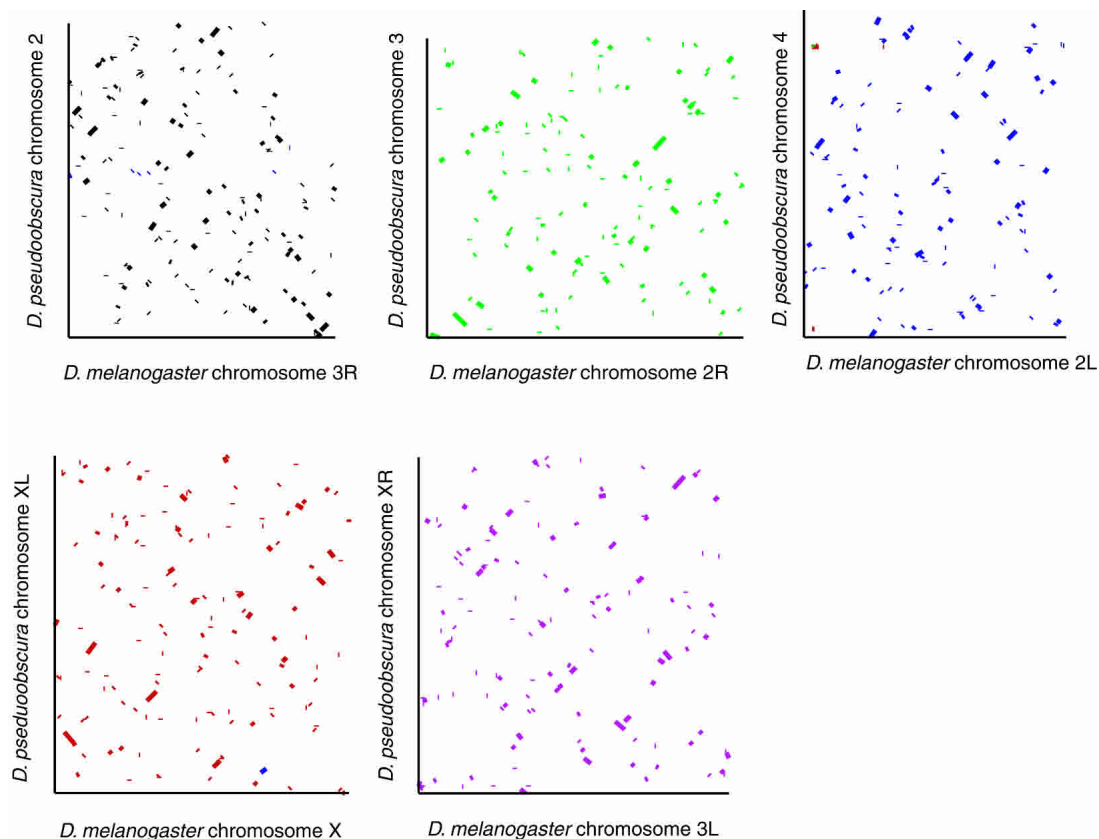 D. pseudoobscura chromosome 2
D. melanogaster chromosome 3R
D. pseudoobscura chromosome 3
D. melanogaster chromosome 2R
D. pseudoobscura chromosome 4
D. melanogaster chromosome 2L
D. pseduoobscura chromosome XL
D. melanogaster chromosome X
D. pseudoobscura chromosome XR
D. melanogaster chromosome 3L